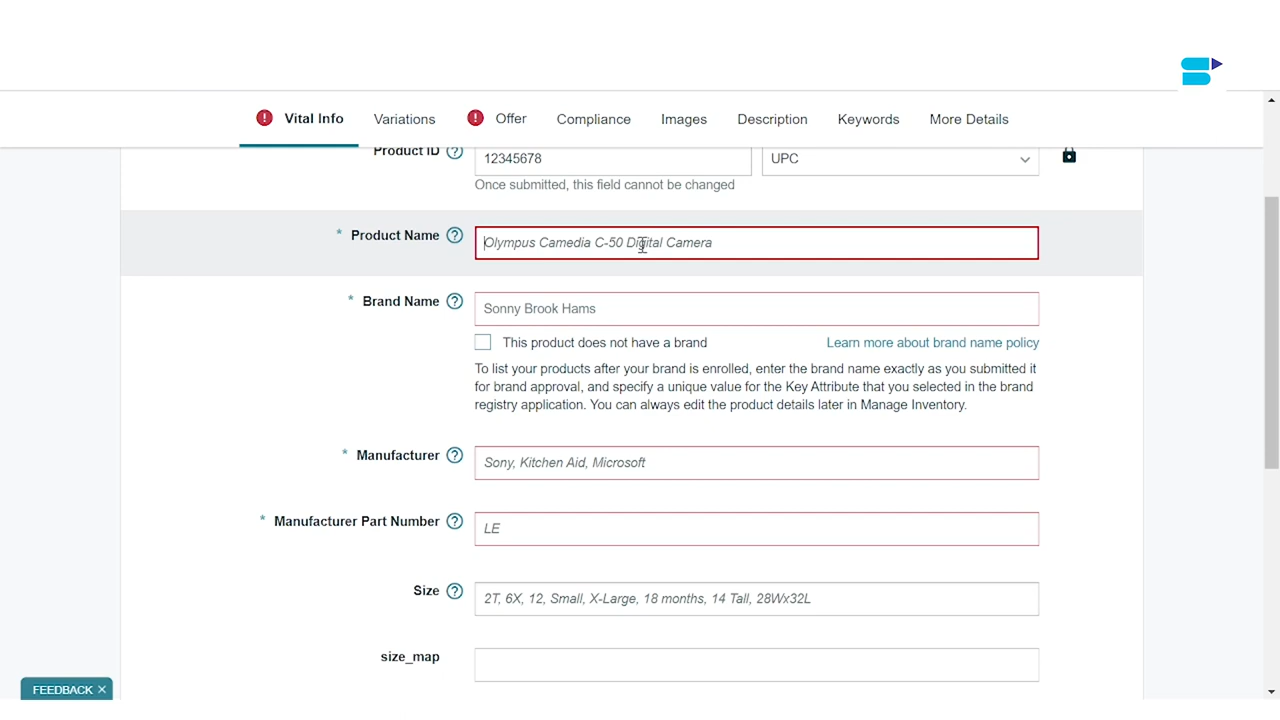 ! Vital Info Variations ! Offer Compliance Images Description Keywords More Details
Product ID ? 12345678 UPC
Once submitted, this field cannot be changed
* Product Name ? Olympus Camedia C-50 Digital Camera
* Brand Name ? Sonny Brook Hams
This product does not have a brand Learn more about brand name policy
To list your products after your brand is enrolled, enter the brand name exactly as you submitted it
for brand approval, and specify a unique value for the Key Attribute that you selected in the brand
registry application. You can always edit the product details later in Manage Inventory.
* Manufacturer ? Sony, Kitchen Aid, Microsoft
* Manufacturer Part Number ? LE
Size ? 2T, 6X, 12, Small, X-Large, 18 months, 14 Tall, 28Wx32L
size_map
FEEDBACK ×